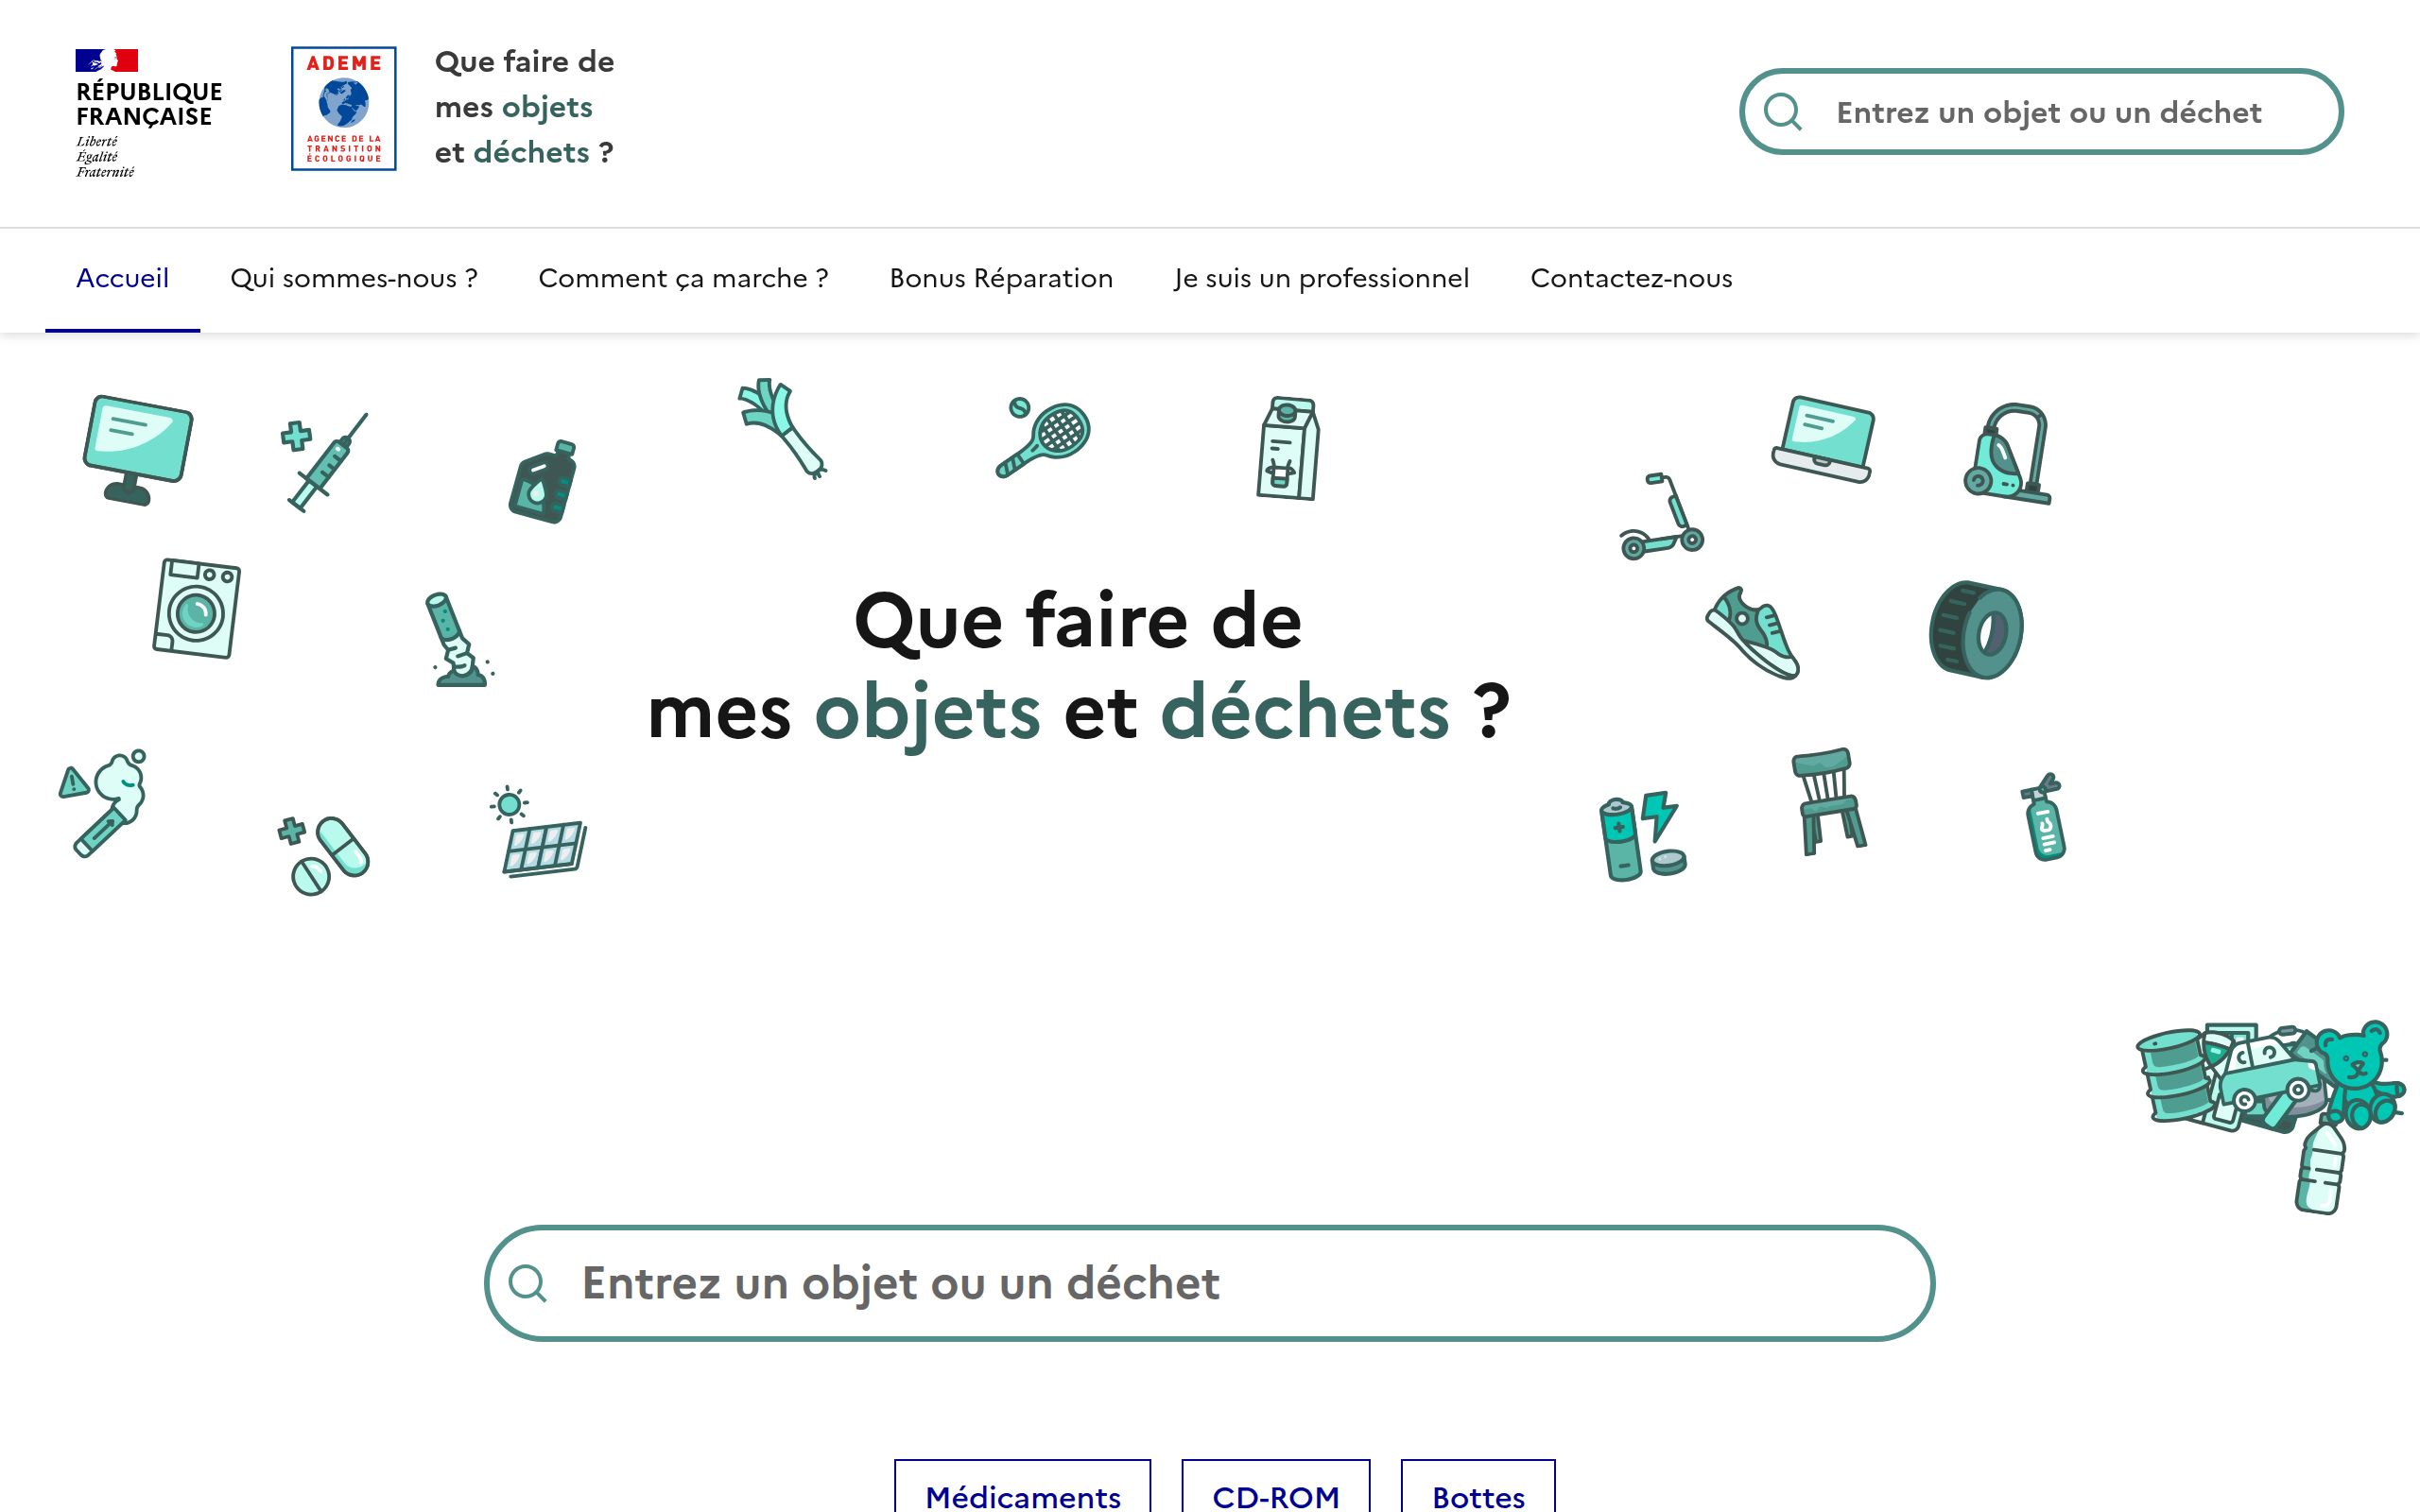 RÉPUBLIQUE
FRANÇAISE
Liberté
Égalité
Fraternité
ADEME
AGENCE DE LA
TRANSITION
ÉCOLOGIQUE
Que faire de
mes objets
et déchets ?
Entrez un objet ou un déchet
Accueil
Qui sommes-nous ?
Comment ça marche ?
Bonus Réparation
Je suis un professionnel
Contactez-nous
Que faire de
mes objets et déchets ?
Entrez un objet ou un déchet
Médicaments
CD-ROM
Bottes